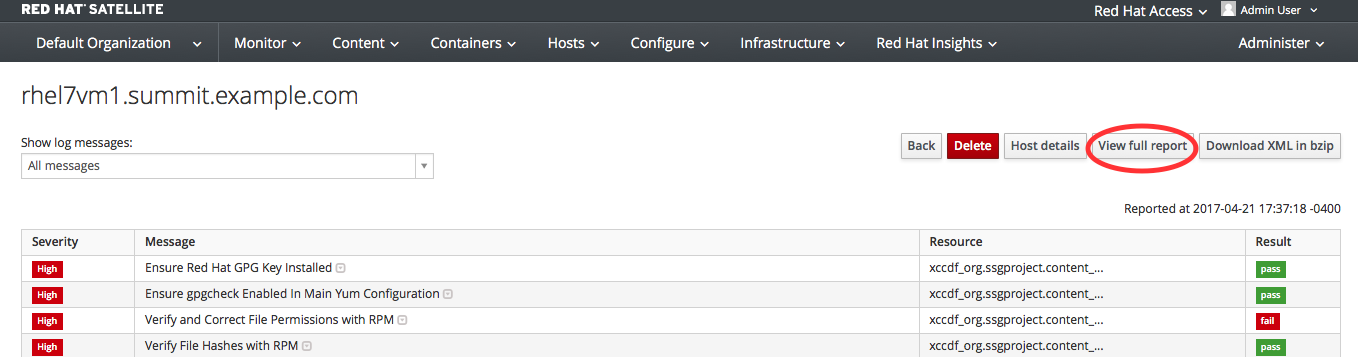 RED HAT SATELLITE Red Hat Access Admin User
Default Organization Monitor Content Containers Hosts Configure Infrastructure Red Hat Insights Administer
rhel7vm1.summit.example.com
Show log messages:
All messages
Back Delete Host details View full report Download XML in bzip
Reported at 2017-04-21 17:37:18 -0400
Severity Message Resource Result
High Ensure Red Hat GPG Key Installed xccdf_org.ssgproject.content_... pass
High Ensure gpgcheck Enabled In Main Yum Configuration xccdf_org.ssgproject.content_... pass
High Verify and Correct File Permissions with RPM xccdf_org.ssgproject.content_... fail
High Verify File Hashes with RPM xccdf_org.ssgproject.content_... pass